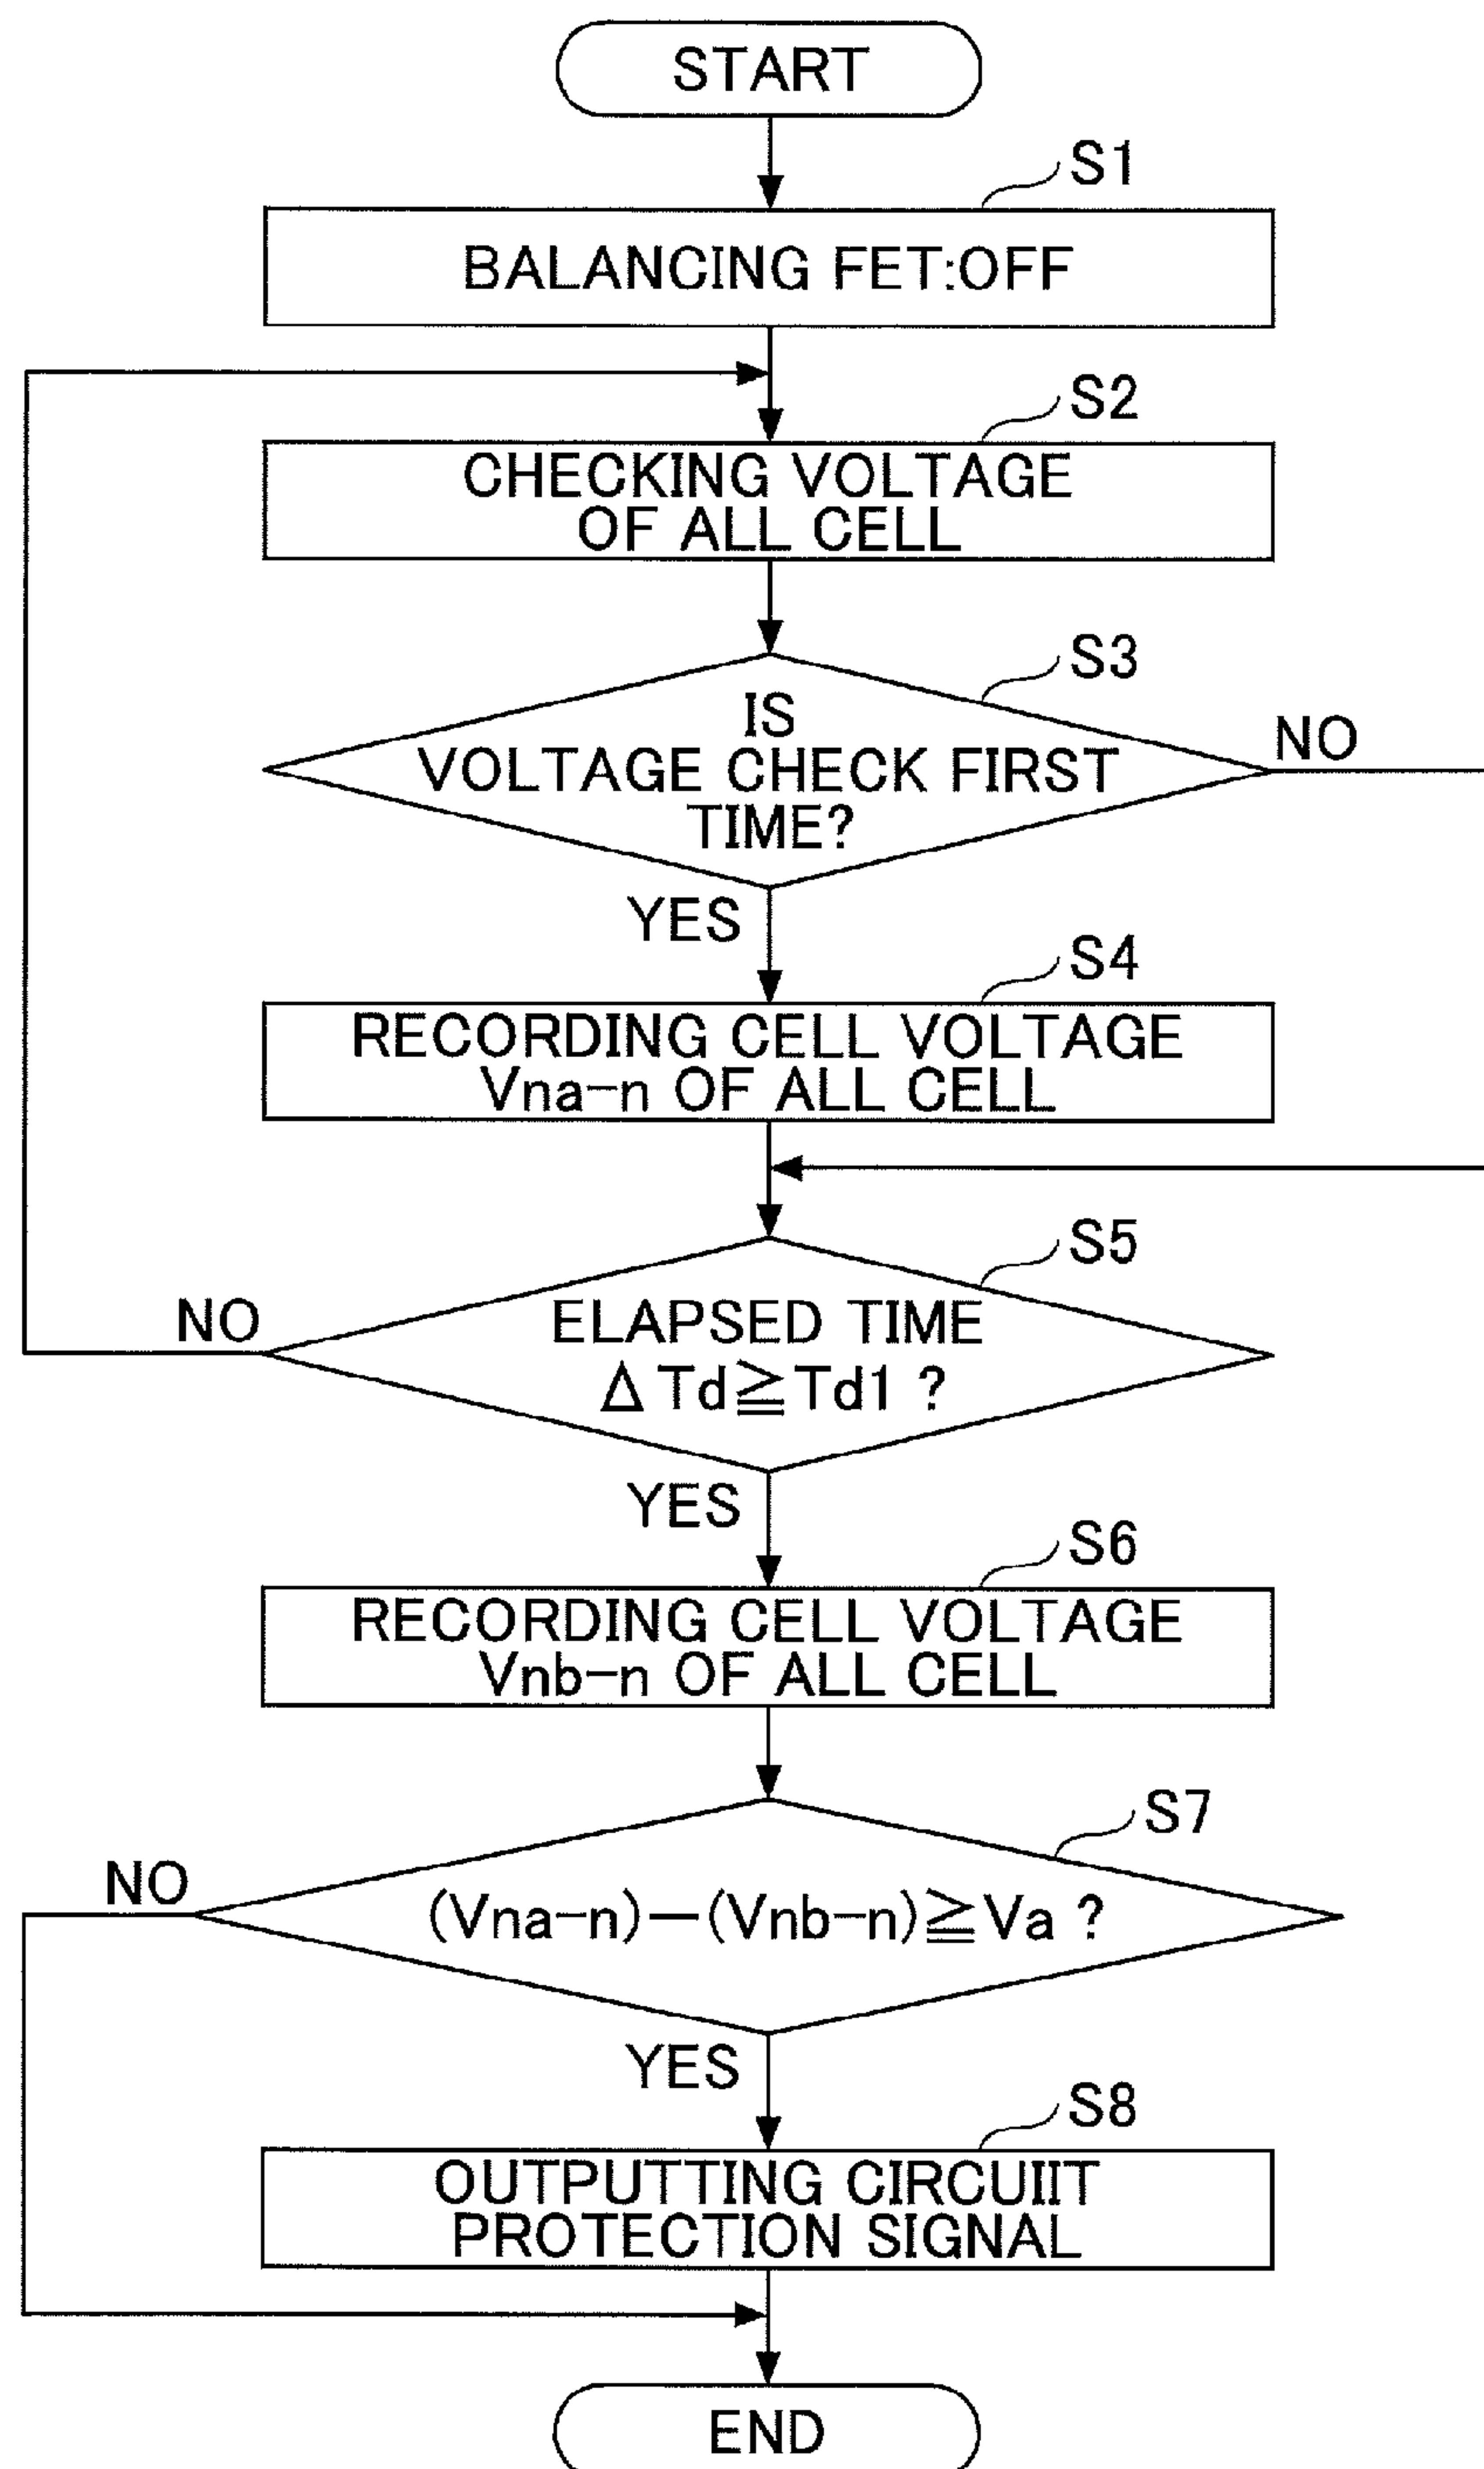 START
S1
BALANCING FET:OFF
S2
CHECKING VOLTAGE
OF ALL CELL
S3
IS
VOLTAGE CHECK FIRST
TIME?
NO
YES
S4
RECORDING CELL VOLTAGE
Vna-n OF ALL CELL
S5
NO
ELAPSED TIME
Δ Td≧Td1 ?
YES
S6
RECORDING CELL VOLTAGE
Vnb-n OF ALL CELL
S7
NO
(Vna-n)-(Vnb-n)≧Va ?
YES
S8
OUTPUTTING CIRCUIIT
PROTECTION SIGNAL
END